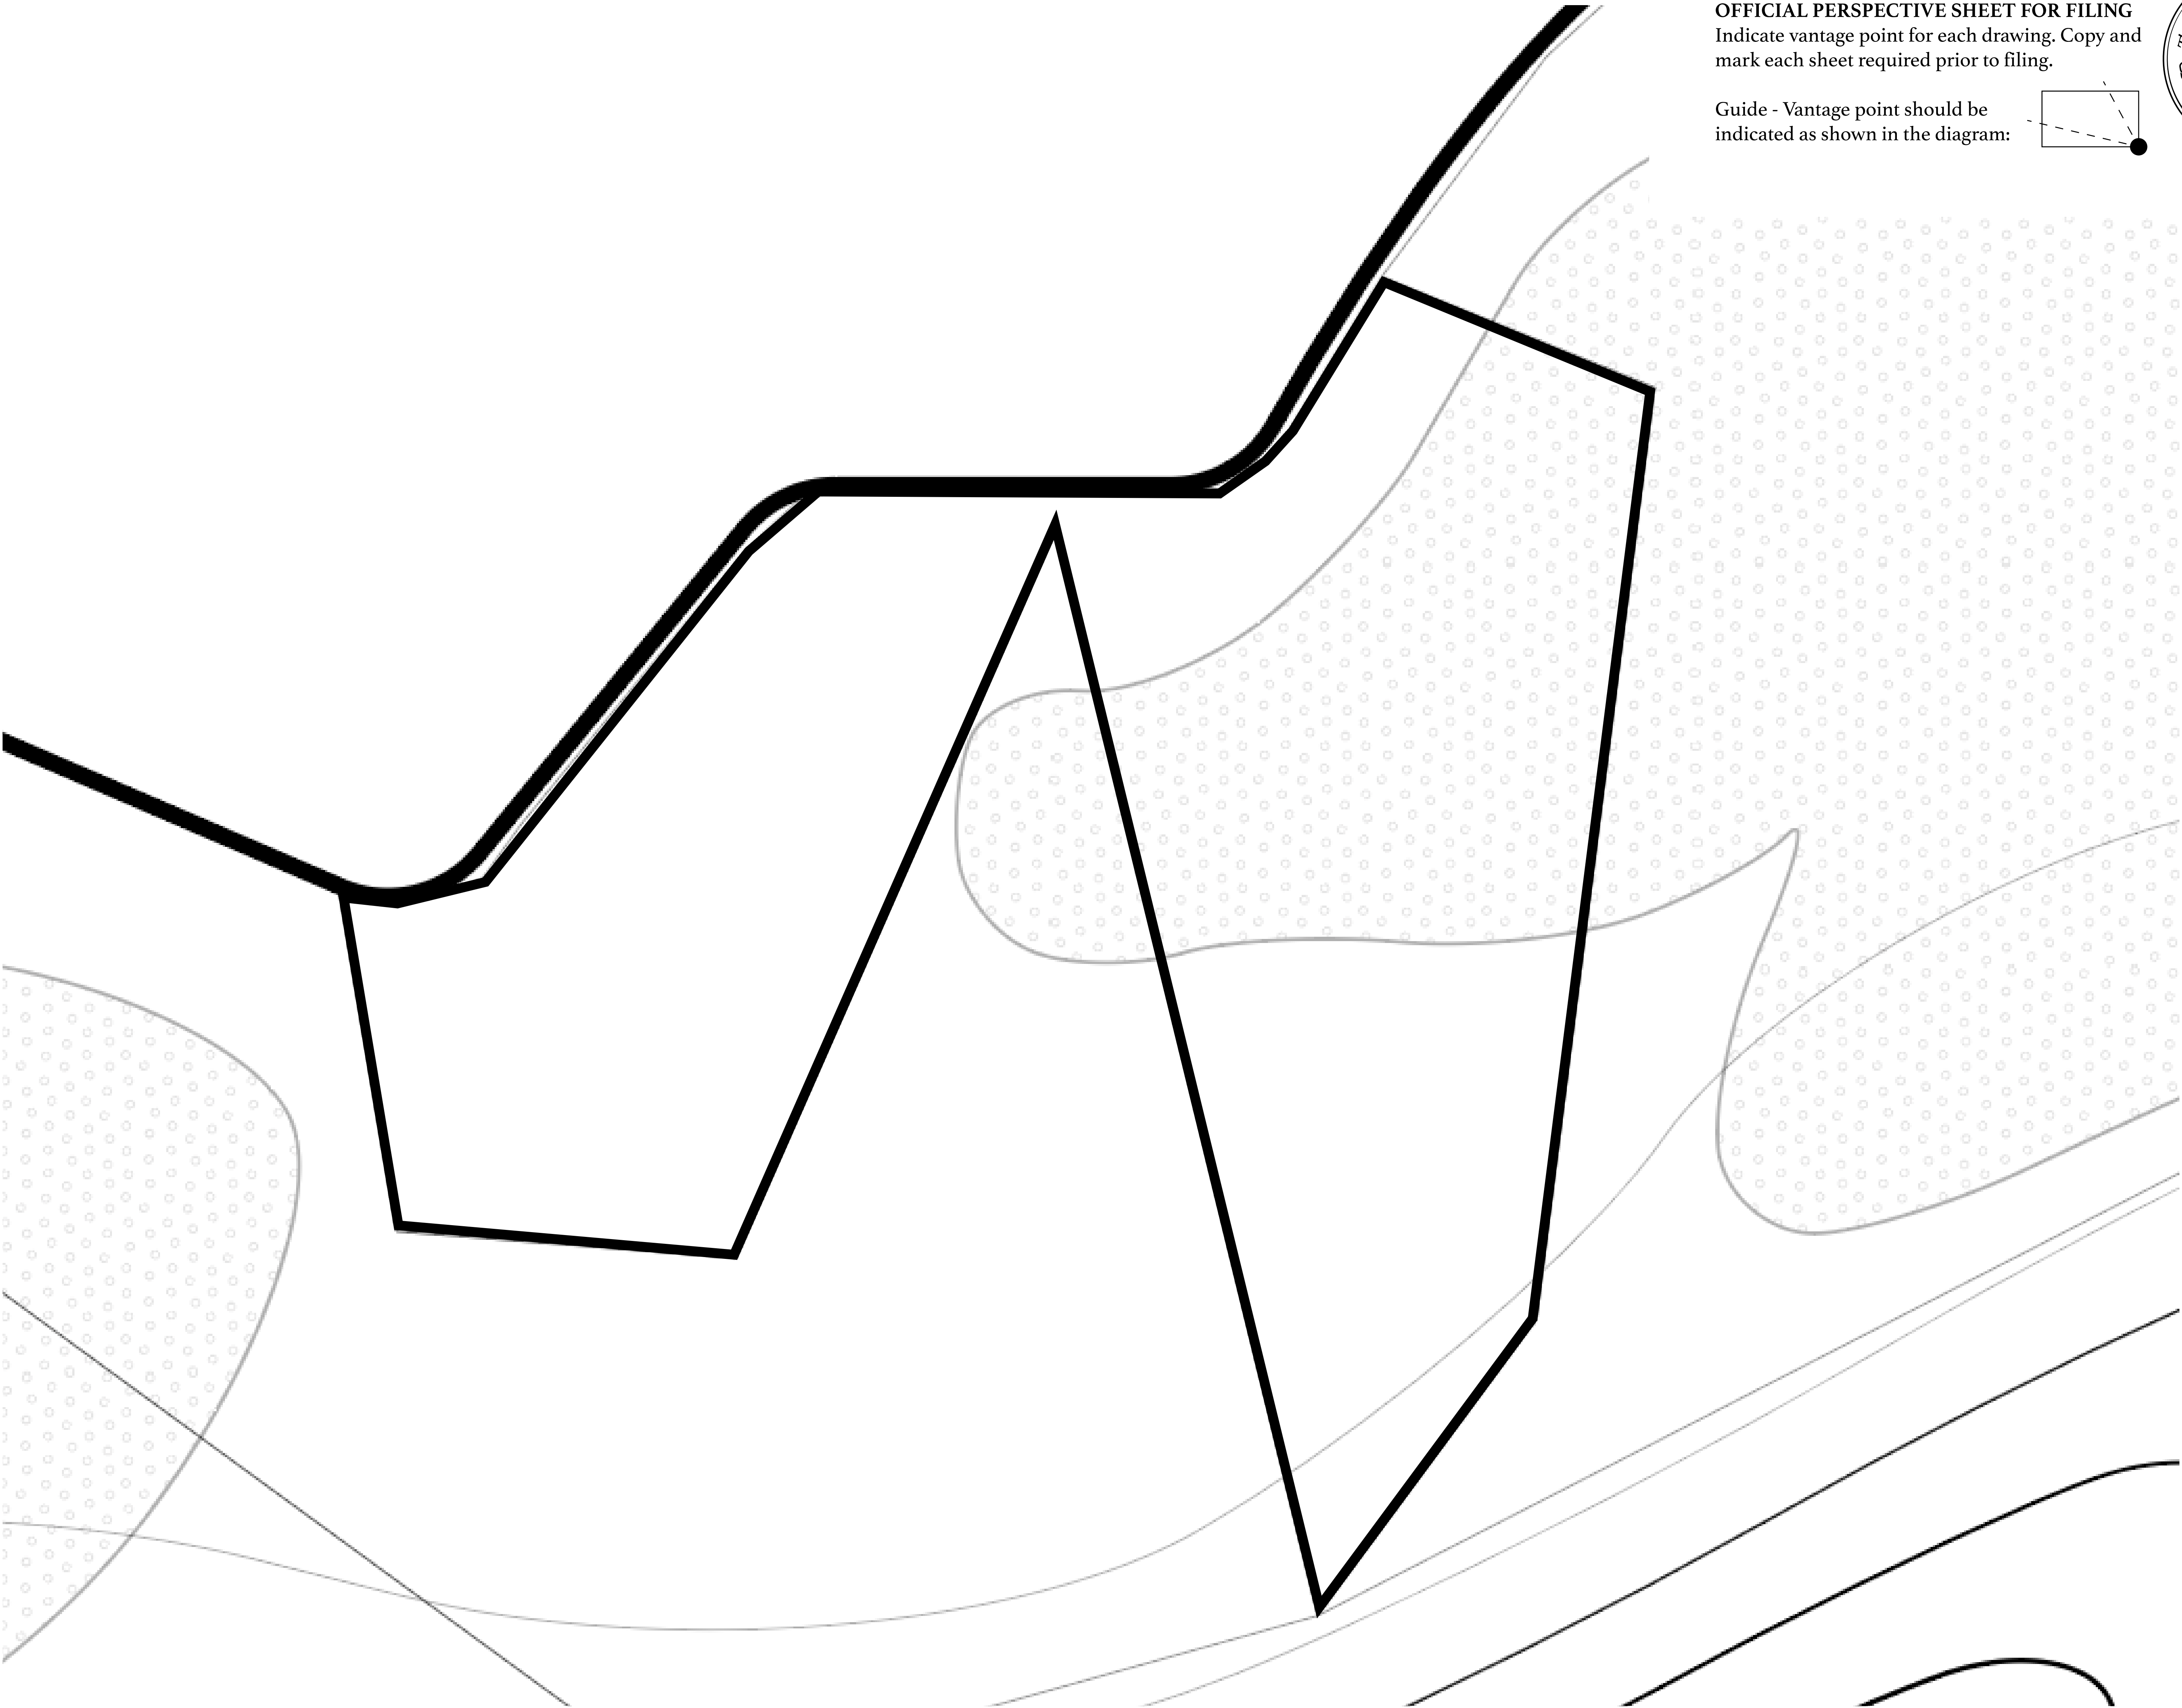 OFFICIAL PERSPECTIVE SHEET FOR FILING
Indicate vantage point for each drawing. Copy and
mark each sheet required prior to filing.
Guide - Vantage point should be
indicated as shown in the diagram: